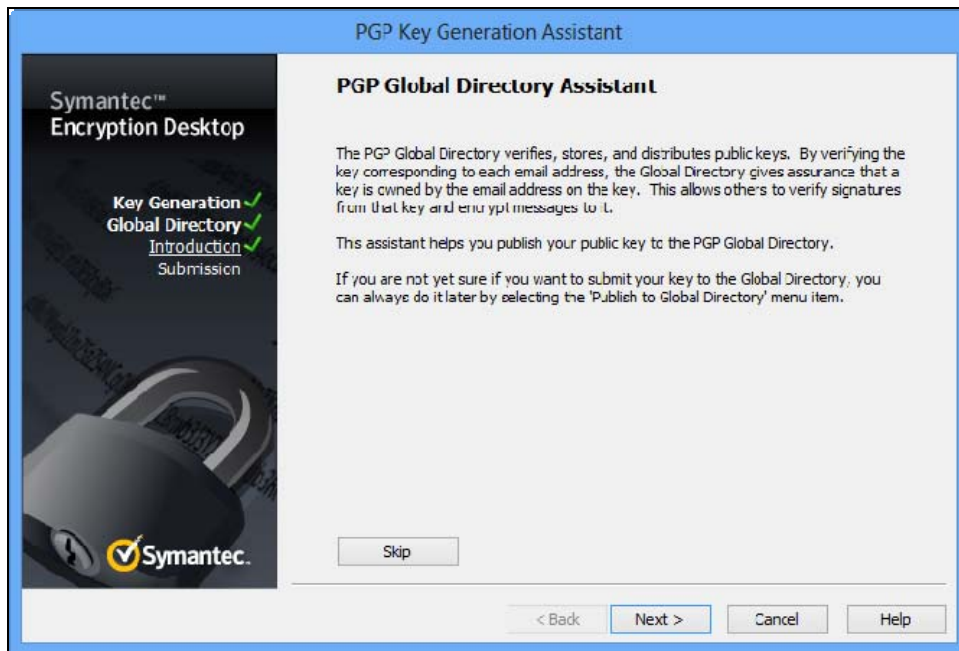 PGP Key Generation Assistant
Symantec™
Encryption Desktop
Key Generation
Global Directory
Introduction
Submission
Symantec.
PGP Global Directory Assistant
The PGP Global Directory verifies, stores, and distributes public keys. By verifying the
key corresponding to each email address, the Global Directory gives assurance that a
key is owned by the email address on the key. This allows others to verify signatures
from that key and encrypt messages to it.
This assistant helps you publish your public key to the PGP Global Directory.
If you are not yet sure if you want to submit your key to the Global Directory, you
can always do it later by selecting the 'Publish to Global Directory' menu item.
Skip
< Back
Next >
Cancel
Help